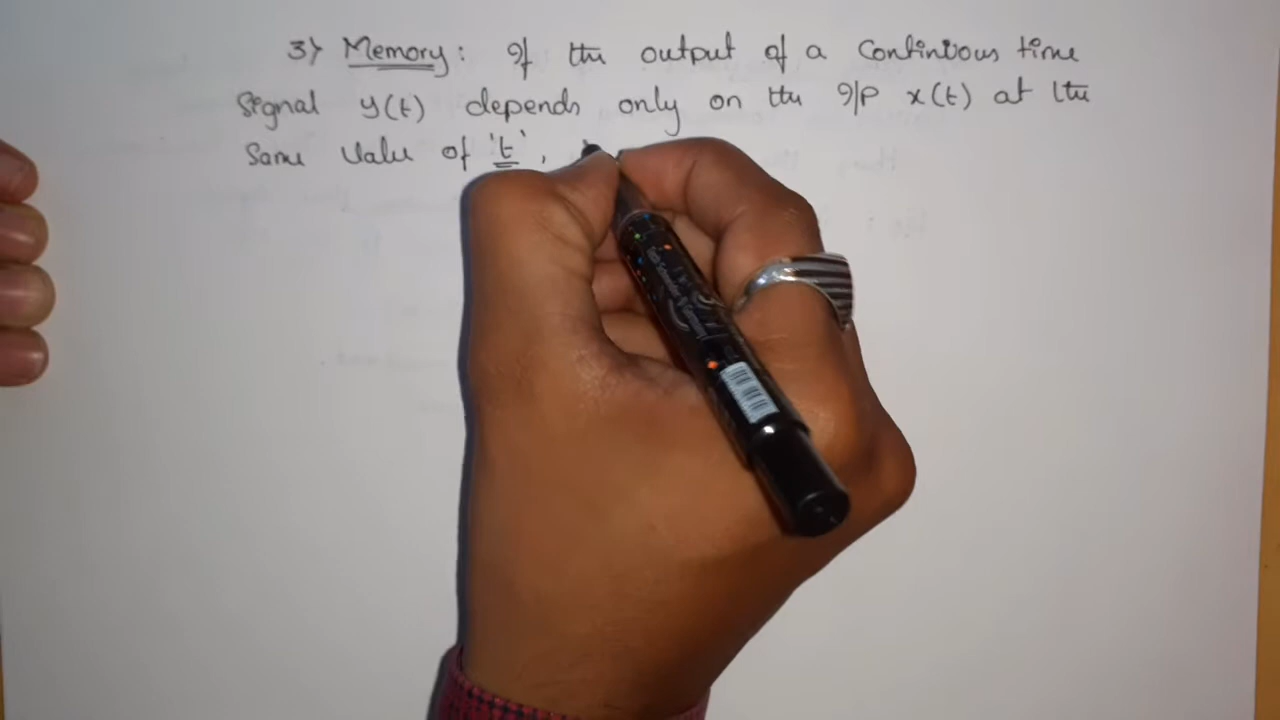 3) Memory: If the output of a continuous time
signal y(t) depends only on the I/P x(t) at the
same value of 't',